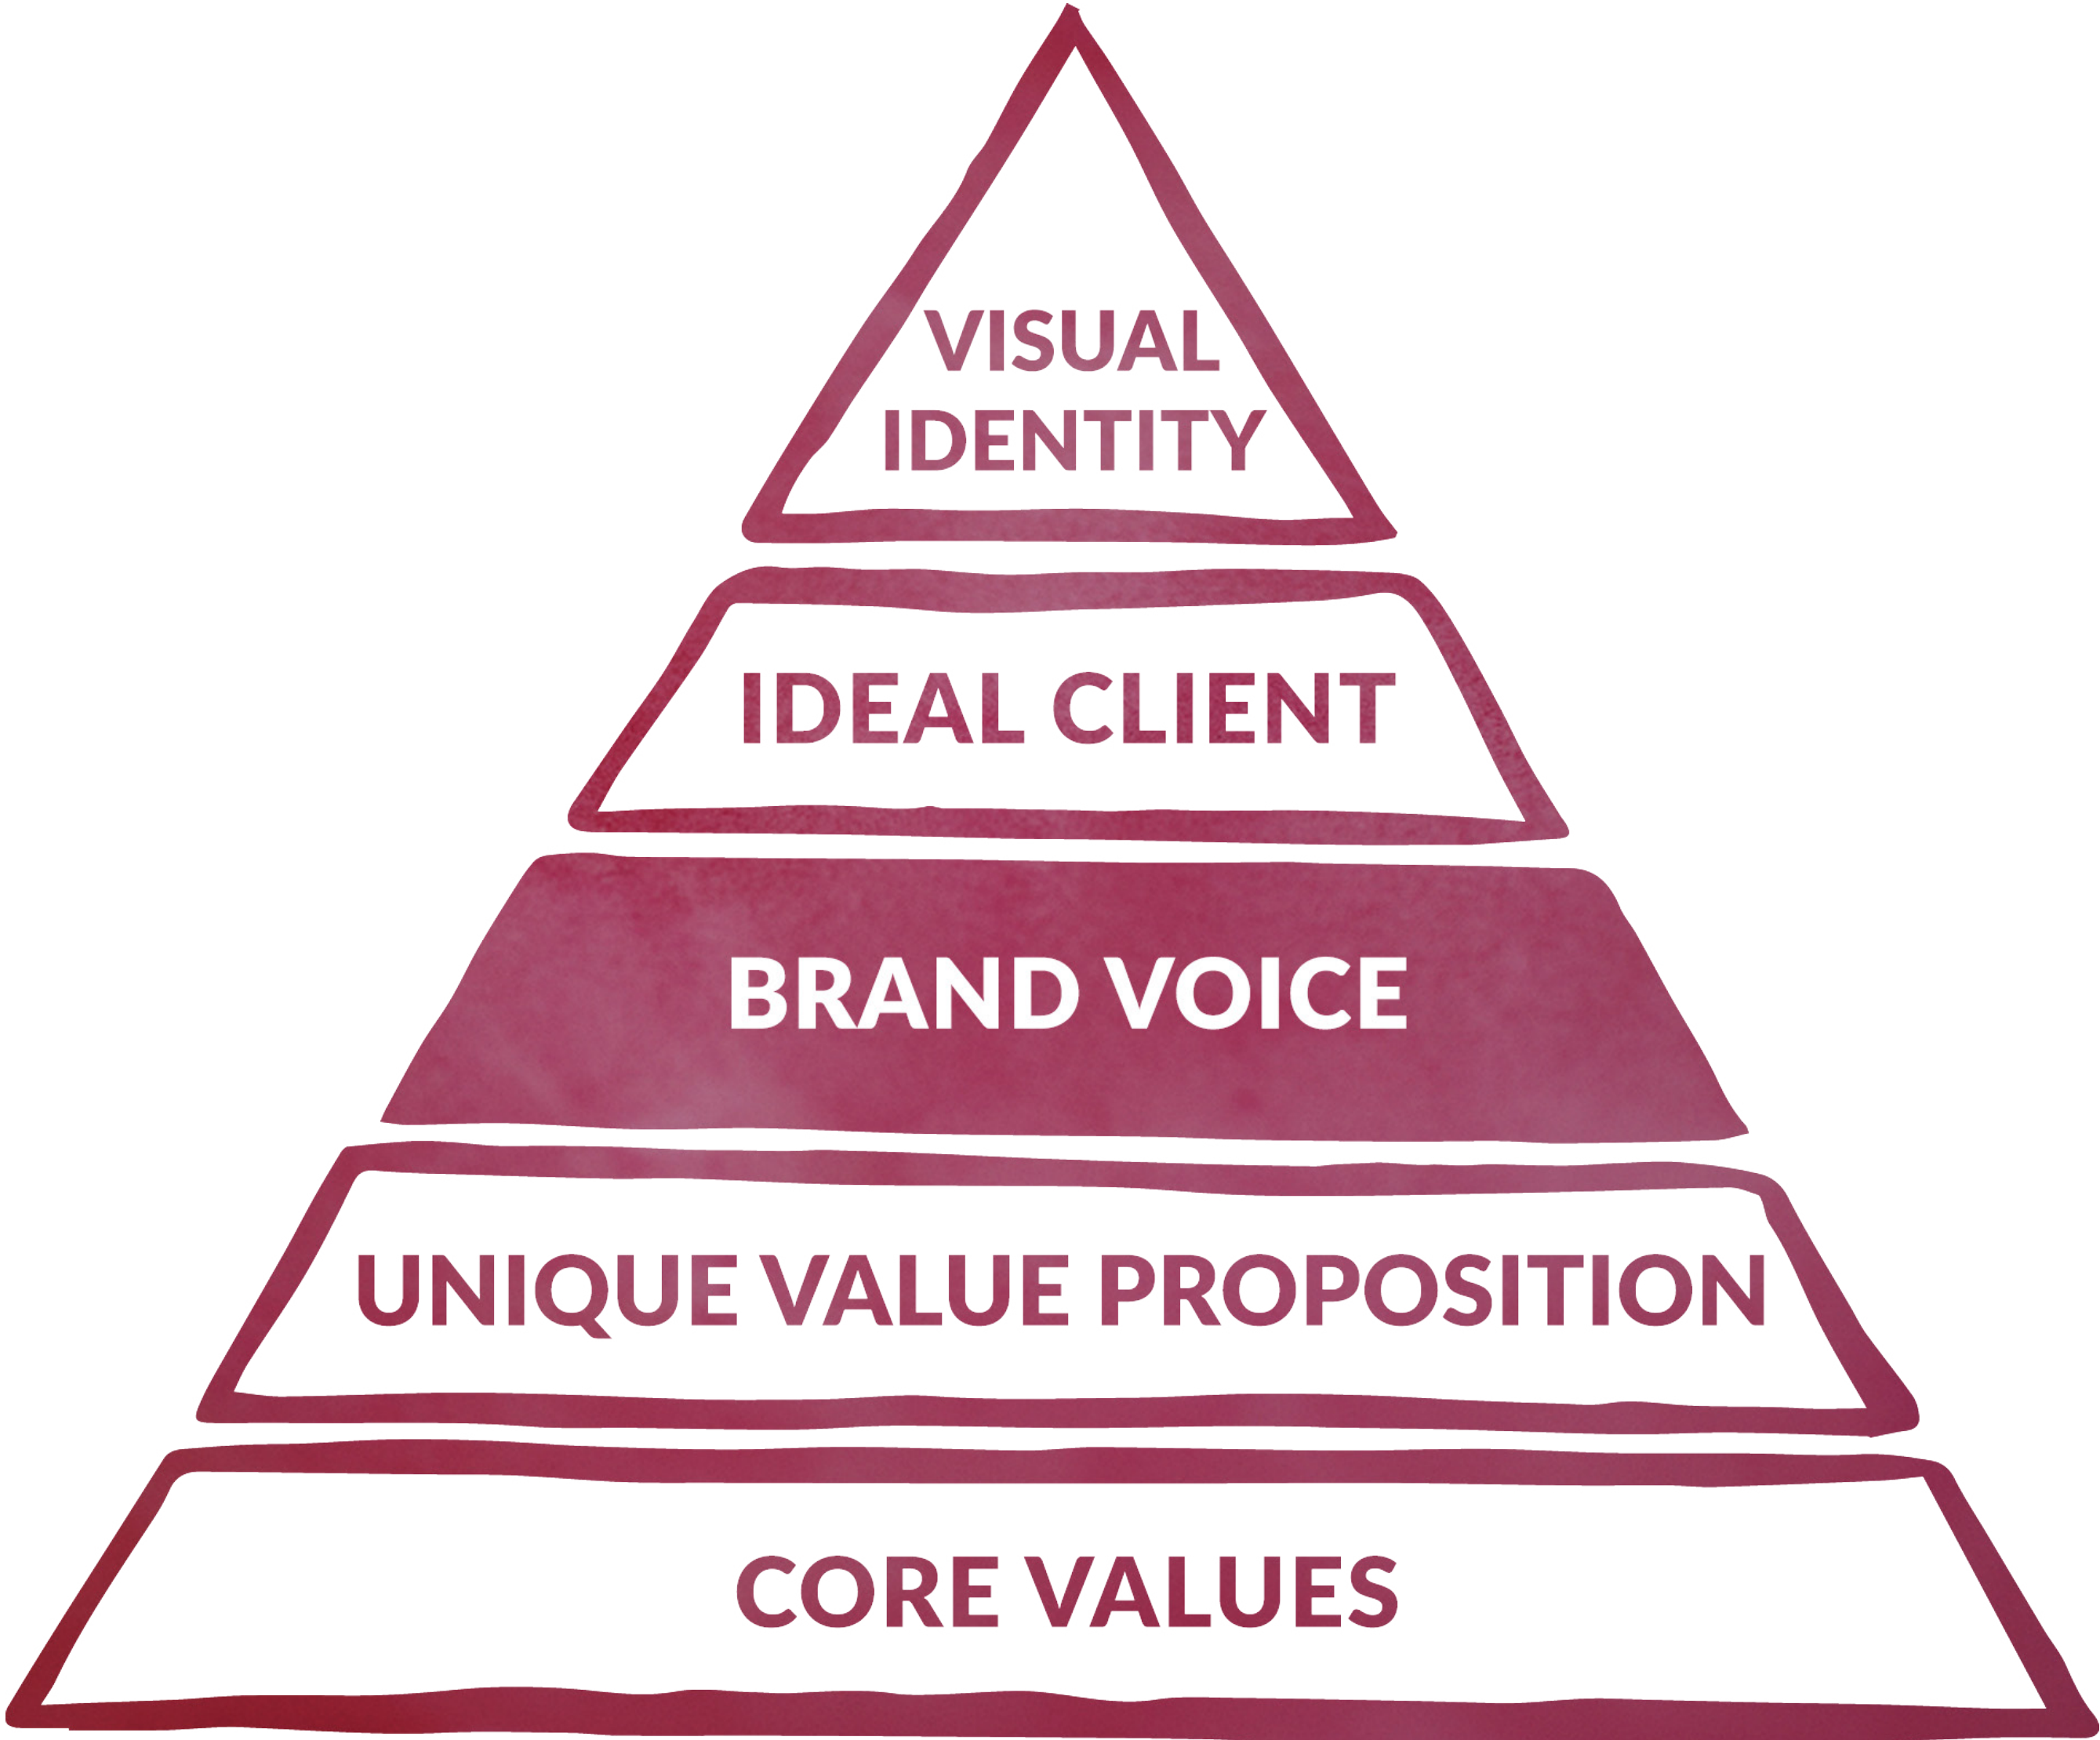 VISUAL
IDENTITY
IDEAL CLIENT
BRAND VOICE
UNIQUE VALUE PROPOSITION
CORE VALUES